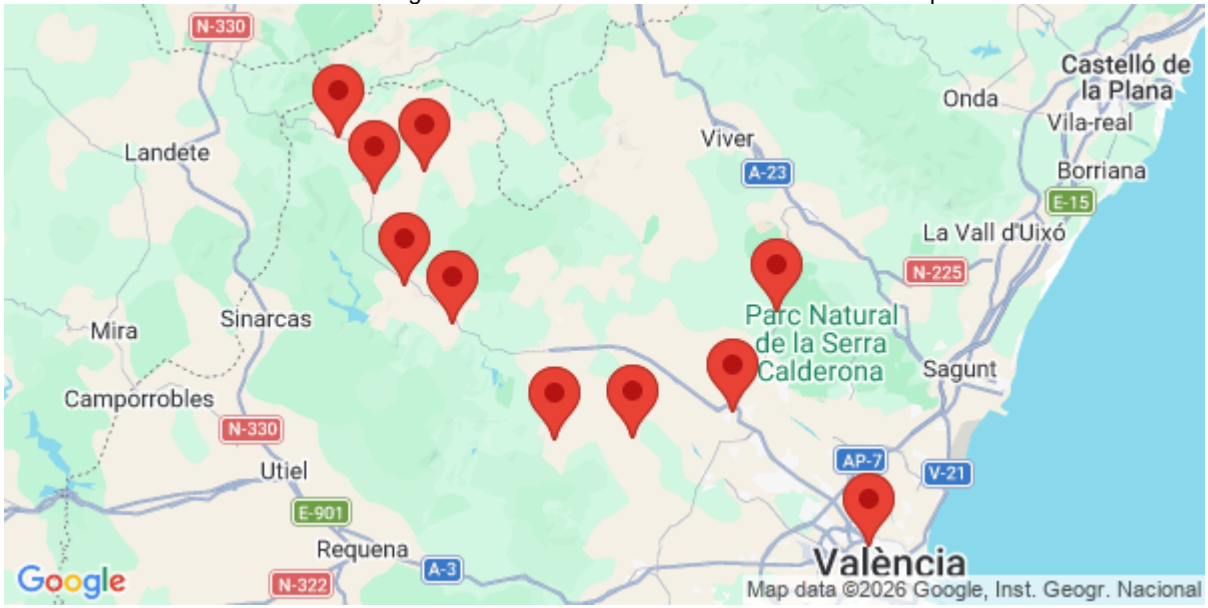 N-330
Castelló de
la Plana
Onda
Vila-real
Viver
Landete
A-23
Borriana
E-15
La Vall d'Uixó
N-225
Parc Natural
de la Serra
Calderona
Sinarcas
Mira
Sagunt
Camporrobles
N-330
AP-7
V-21
Utiel
E-901
Requena
A-3
València
N-322
Google
Map data ©2026 Google, Inst. Geogr. Nacional